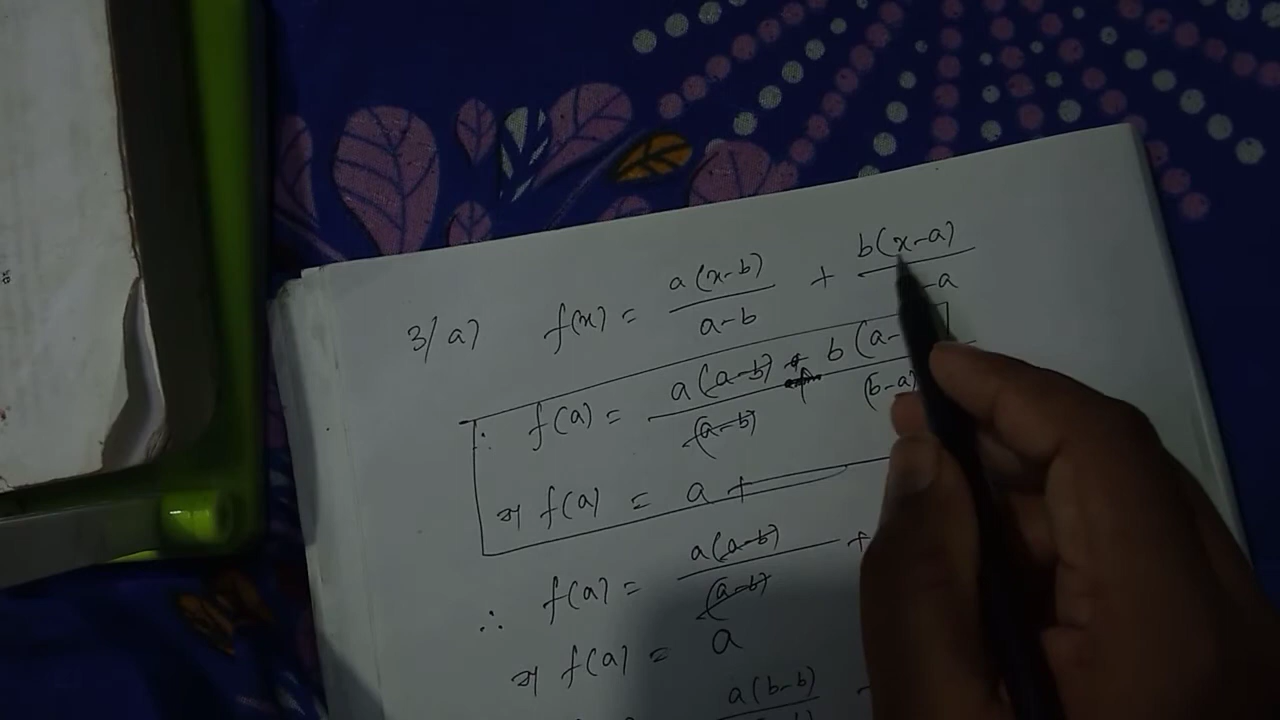 3/ a) f(x) = a(x-b)/a-b + b(x-a)/-a
∴ f(a) = a(a-b)/(a-b) + b(a-/(b-a)
বা f(a) = a +
∴ f(a) = a(a-b)/(a-b) +
বা f(a) = a
a(b-b)